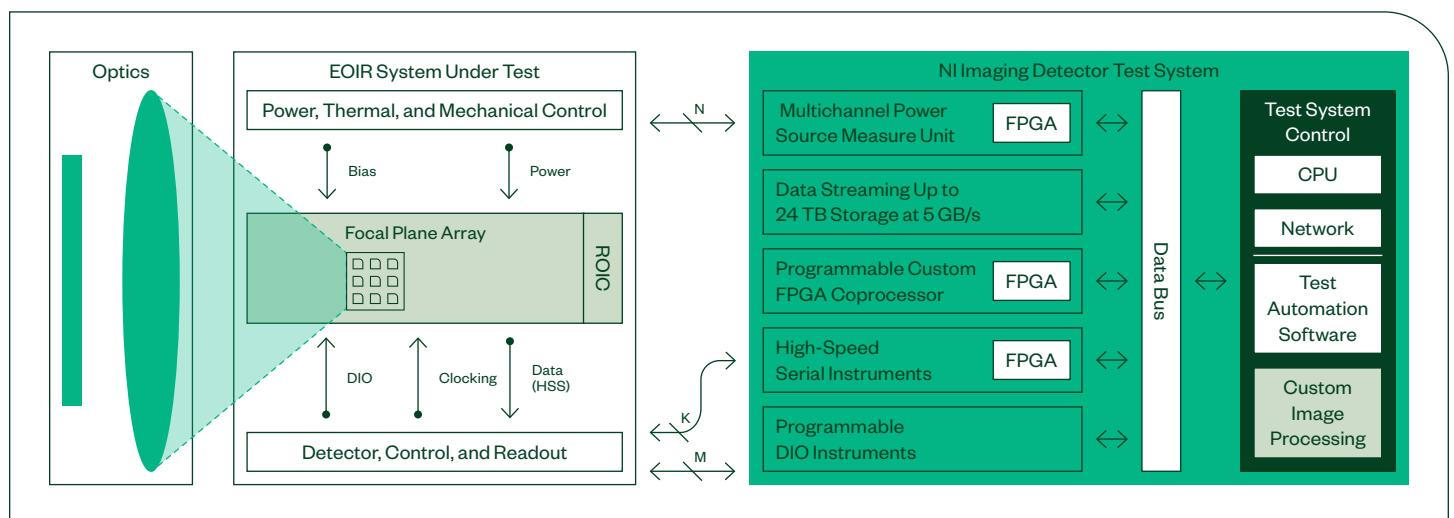 Optics
EOIR System Under Test
Power, Thermal, and Mechanical Control
Bias
Power
Focal Plane Array
ROIC
DIO
Clocking
Data
(HSS)
Detector, Control, and Readout
N
K
M
NI Imaging Detector Test System
Multichannel Power
Source Measure Unit
FPGA
Data Streaming Up to
24 TB Storage at 5 GB/s
Programmable Custom
FPGA Coprocessor
FPGA
High-Speed
Serial Instruments
FPGA
Programmable
DIO Instruments
Data Bus
Test System
Control
CPU
Network
Test
Automation
Software
Custom
Image
Processing